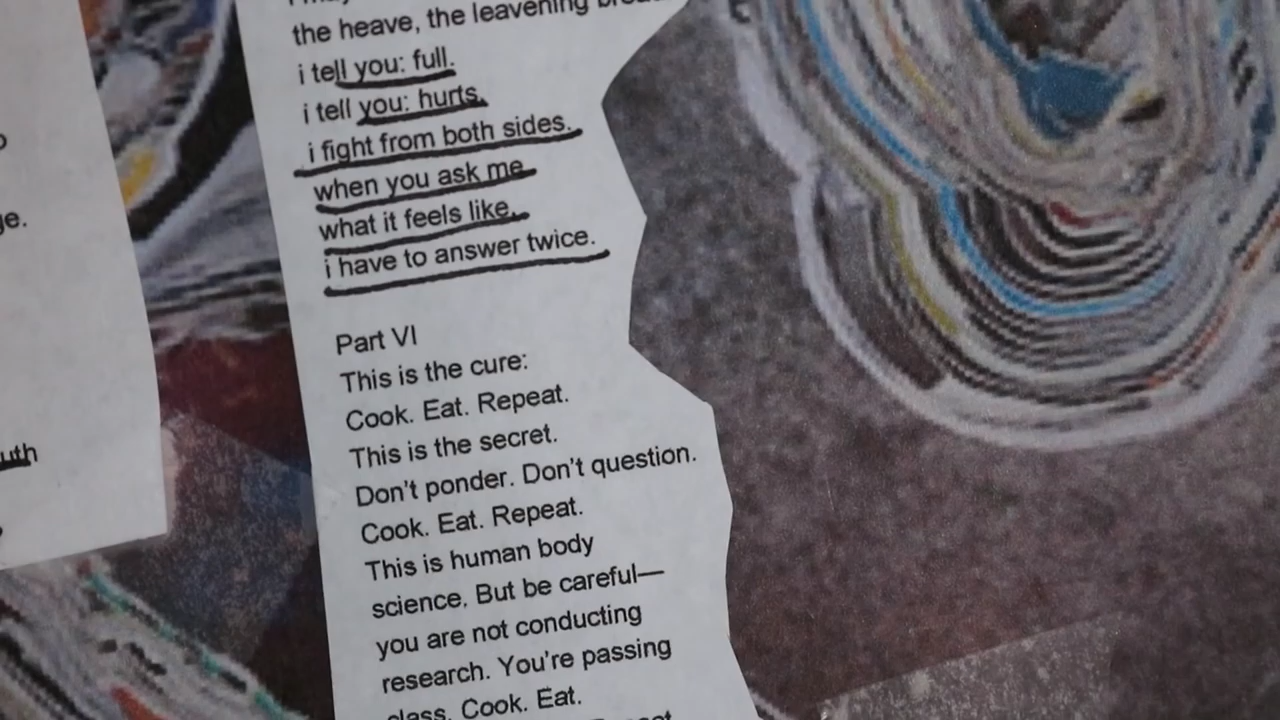 the heave, the leavening
i tell you: full.
i tell you: hurts.
i fight from both sides.
when you ask me
what it feels like,
i have to answer twice.
Part VI
This is the cure:
Cook. Eat. Repeat.
This is the secret.
Don't ponder. Don't question.
Cook. Eat. Repeat.
This is human body
science. But be careful—
you are not conducting
research. You're passing
class. Cook. Eat.
ge.
uth